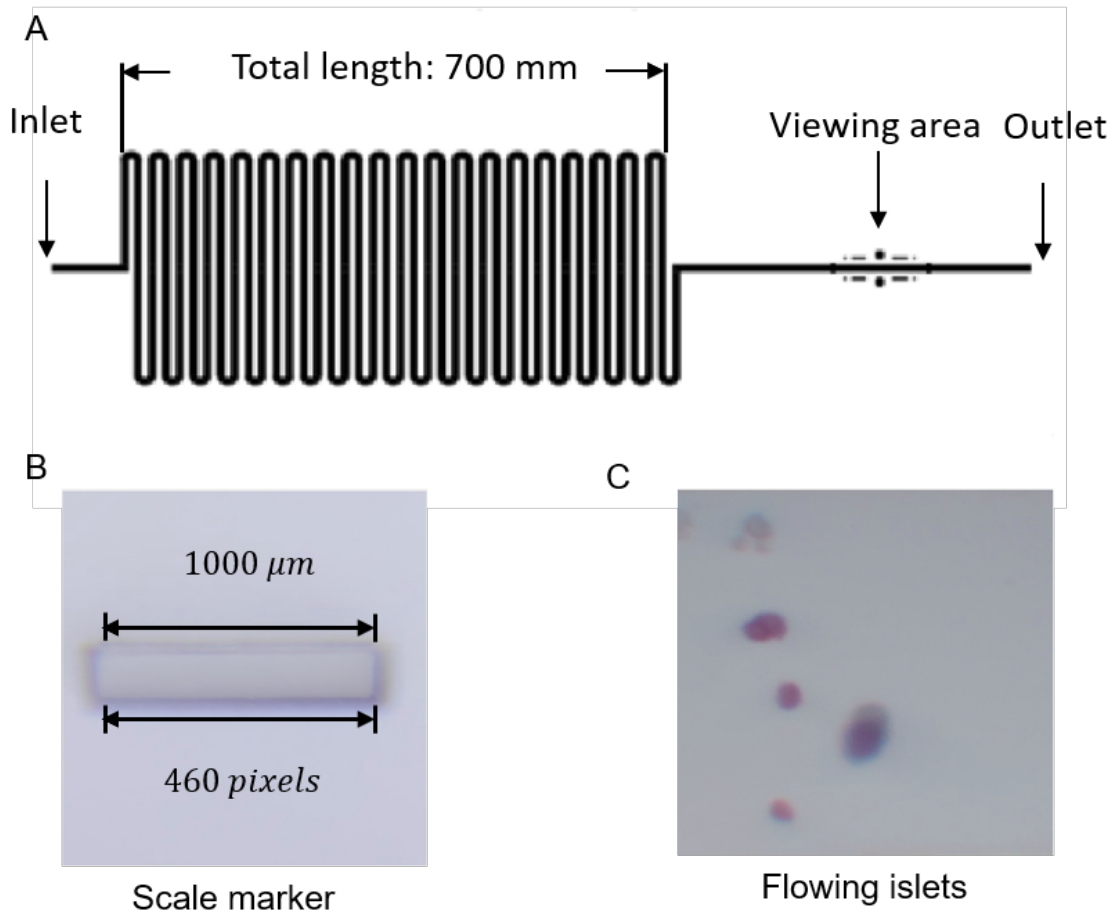 A
Total length: 700 mm
Inlet
Viewing area
Outlet
B
1000 μm
460 pixels
Scale marker
C
Flowing islets